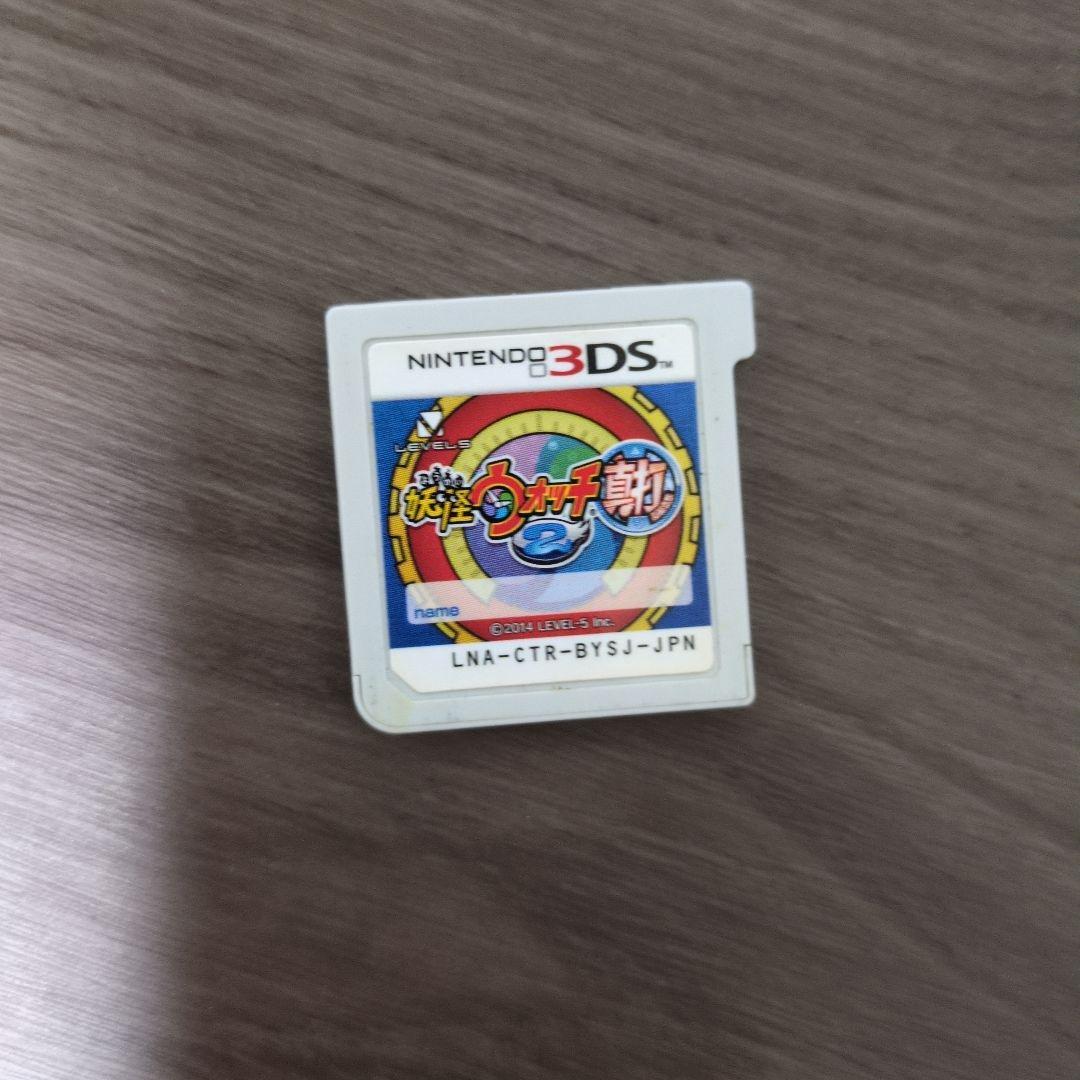 NINTENDO 3DS™
LEVEL5
妖怪ウォッチ 真打
2
name
©2014 LEVEL-5 Inc.
LNA-CTR-BYSJ-JPN